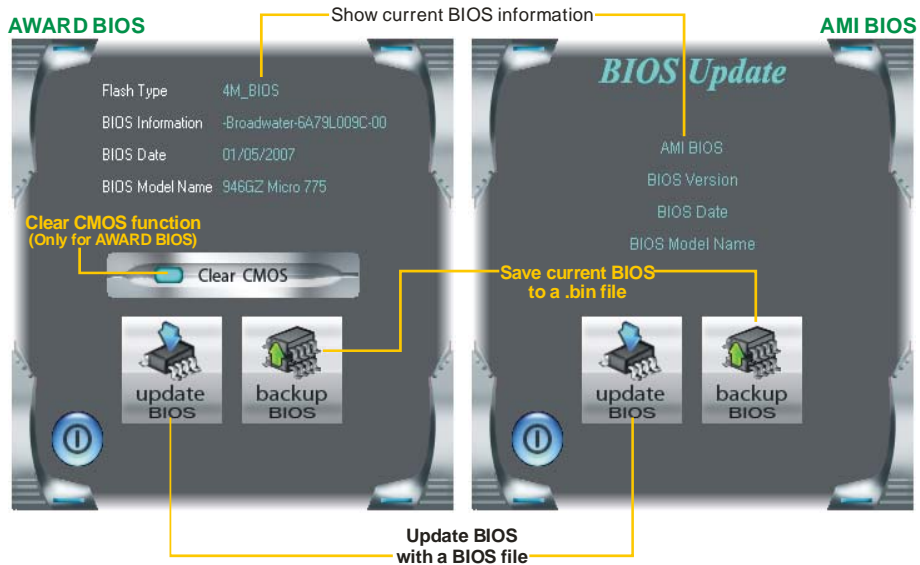 Show current BIOS information
AWARD BIOS
AMI BIOS
Flash Type 4M_BIOS
BIOS Information -Broadwater-6A79L009C-00
BIOS Date 01/05/2007
BIOS Model Name 946GZ Micro 775
Clear CMOS function
(Only for AWARD BIOS)
Clear CMOS
update
BIOS
backup
BIOS
BIOS Update
AMI BIOS
BIOS Version
BIOS Date
BIOS Model Name
Save current BIOS
to a .bin file
update
BIOS
backup
BIOS
Update BIOS
with a BIOS file